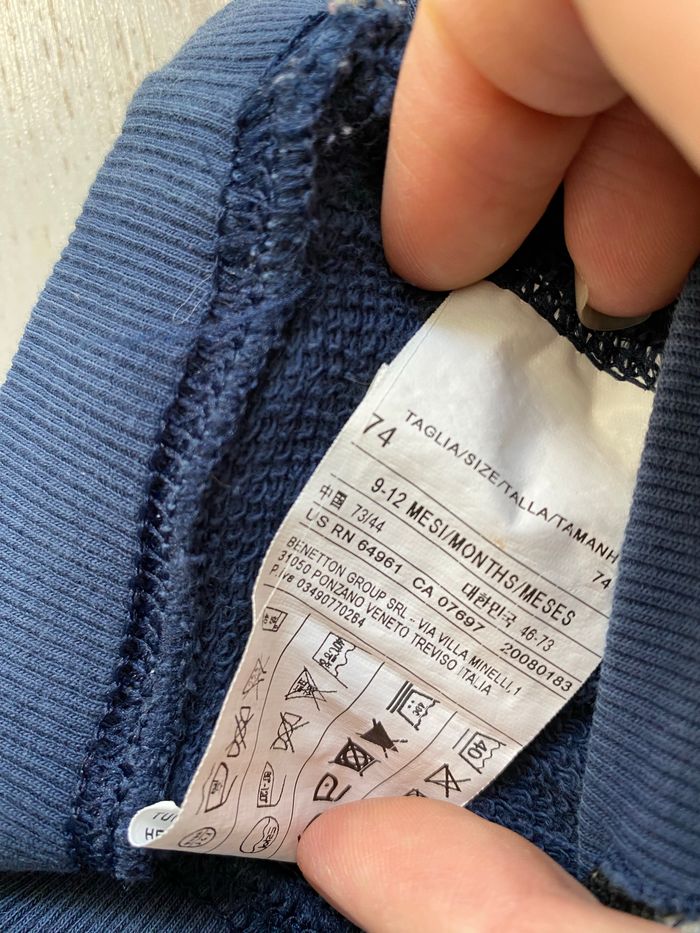 TAGLIA/SIZE/TALLA/TAMANH
74 74
9-12 MESI/MONTHS/MESES
中国 73/44 대한민국 46-73
US RN 64961 CA 07697 20080183
BENETTON GROUP SRL - VIA VILLA MINELLI, 1
31050 PONZANO VENETO TREVISO ITALIA
P.Iva 03490770264
40